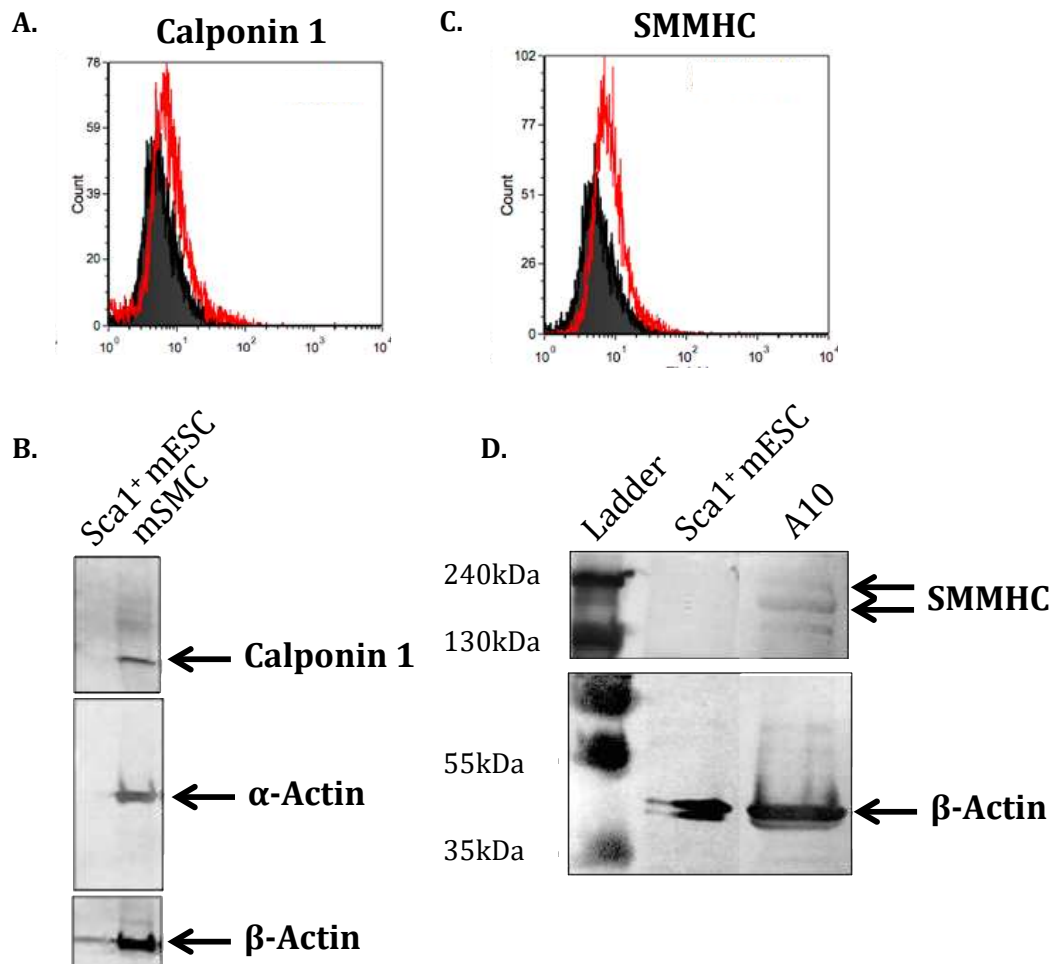 A.
Calponin 1
78
59
39
20
0
Count
10⁰
10¹
10²
10³
10⁴
C.
SMMHC
102
77
51
26
0
Count
10⁰
10¹
10²
10³
10⁴
B.
Sca1⁺ mESC
mSMC
Calponin 1
α-Actin
β-Actin
D.
Ladder
Sca1⁺ mESC
A10
240kDa
130kDa
SMMHC
55kDa
35kDa
β-Actin